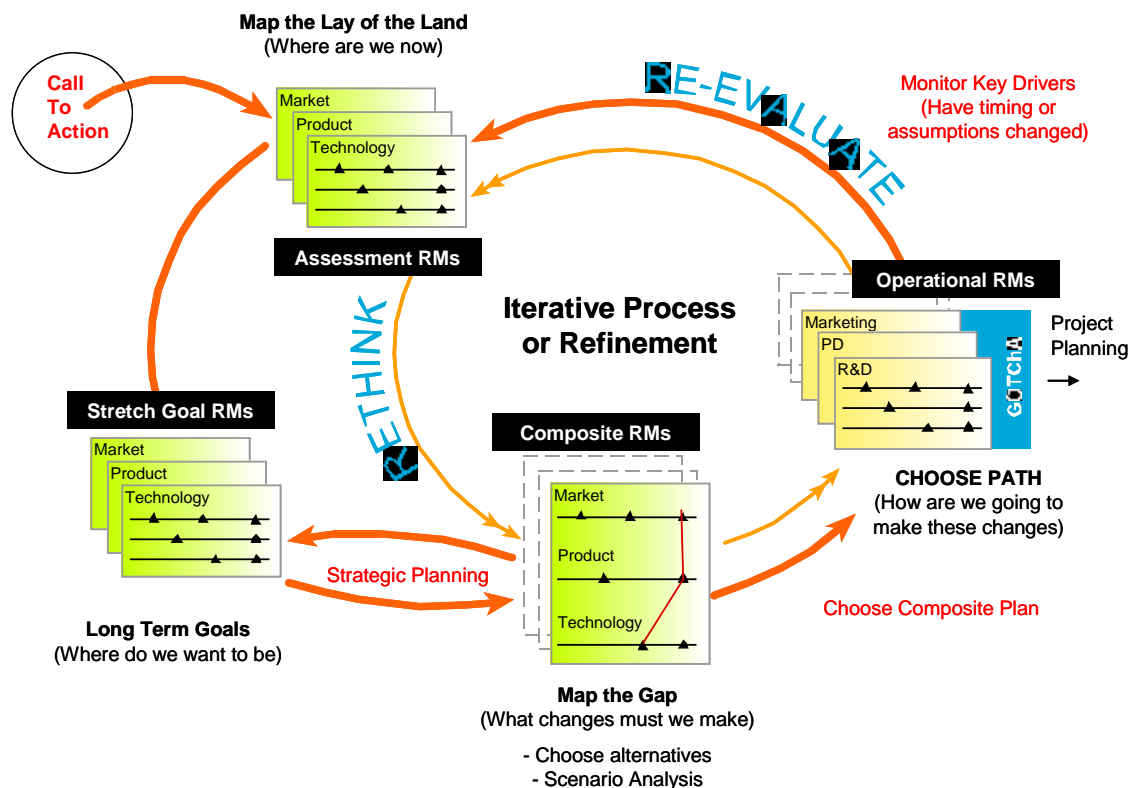 Map the Lay of the Land
(Where are we now)
Call
To
Action
Market
Product
Technology
Assessment RMs
RE-EVALUATE
Monitor Key Drivers
(Have timing or
assumptions changed)
RETHINK
Iterative Process
or Refinement
Operational RMs
Marketing
PD
R&D
GOTChA
Project
Planning
CHOOSE PATH
(How are we going to
make these changes)
Stretch Goal RMs
Market
Product
Technology
Long Term Goals
(Where do we want to be)
Strategic Planning
Composite RMs
Market
Product
Technology
Choose Composite Plan
Map the Gap
(What changes must we make)
- Choose alternatives
- Scenario Analysis